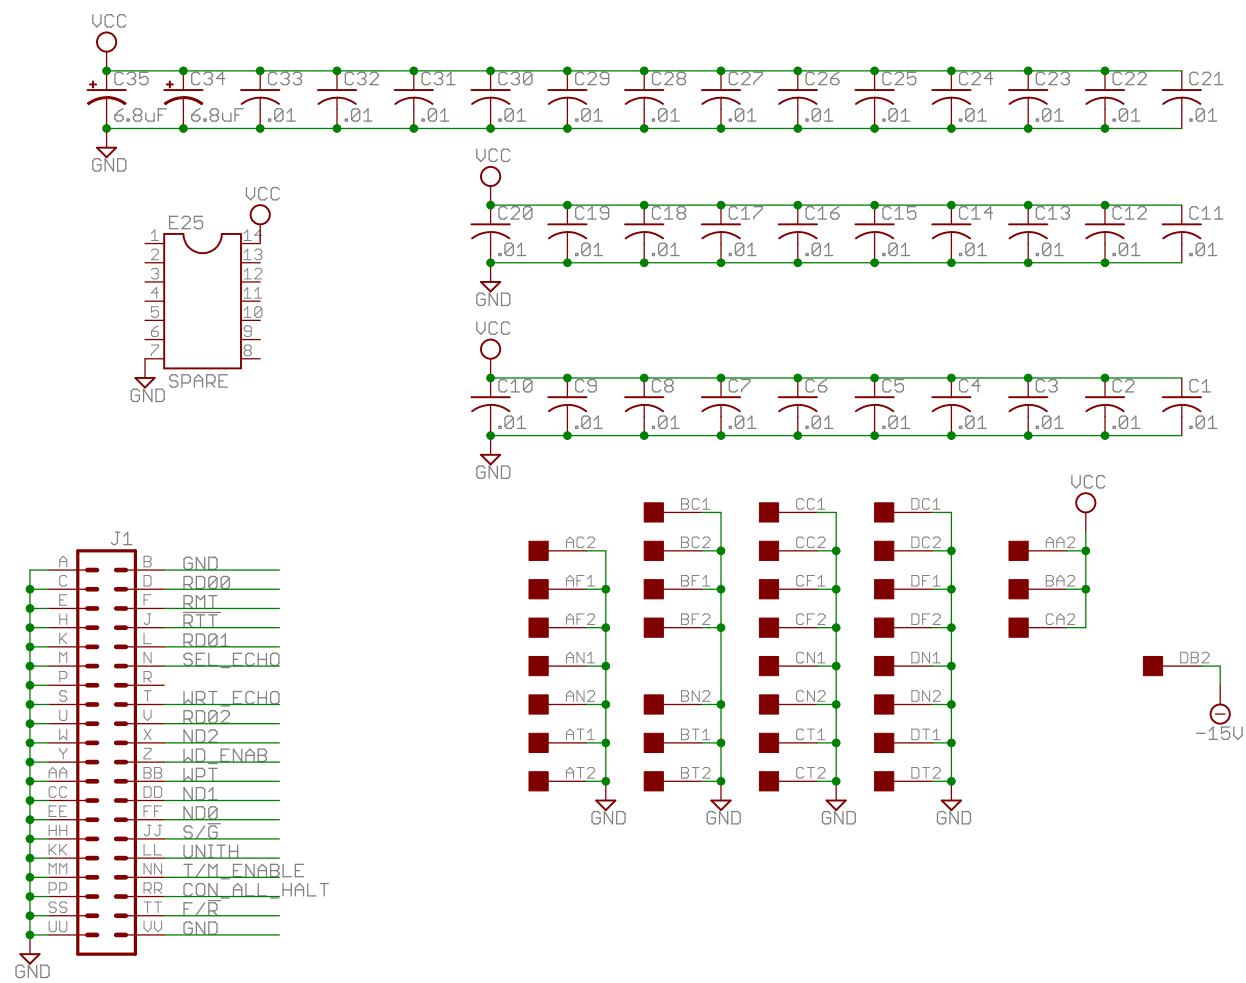 VCC
C35 C34 C33 C32 C31 C30 C29 C28 C27 C26 C25 C24 C23 C22 C21
+ +
6.8uF 6.8uF .01 .01 .01 .01 .01 .01 .01 .01 .01 .01 .01 .01 .01
GND
VCC
C20 C19 C18 C17 C16 C15 C14 C13 C12 C11
.01 .01 .01 .01 .01 .01 .01 .01 .01 .01
GND
VCC
E25
1 14
2 13
3 12
4 11
5 10
6 9
7 8
SPARE
GND
VCC
C10 C9 C8 C7 C6 C5 C4 C3 C2 C1
.01 .01 .01 .01 .01 .01 .01 .01 .01 .01
GND
J1
A B GND
C D RD00
E F RMT
H J RTT
K L RD01
M N SEL_ECHO
P R
S T WRT_ECHO
U V RD02
W X ND2
Y Z WD_ENAB
AA BB WPT
CC DD ND1
EE FF ND0
HH JJ S/G
KK LL UNITH
MM NN T/M_ENABLE
PP RR CON_ALL_HALT
SS TT F/R
UU VV GND
GND
AC2
AF1
AF2
AN1
AN2
AT1
AT2
GND
BC1
BC2
BF1
BF2
BN2
BT1
BT2
GND
CC1
CC2
CF1
CF2
CN1
CN2
CT1
CT2
GND
DC1
DC2
DF1
DF2
DN1
DN2
DT1
DT2
GND
VCC
AA2
BA2
CA2
DB2
-15V